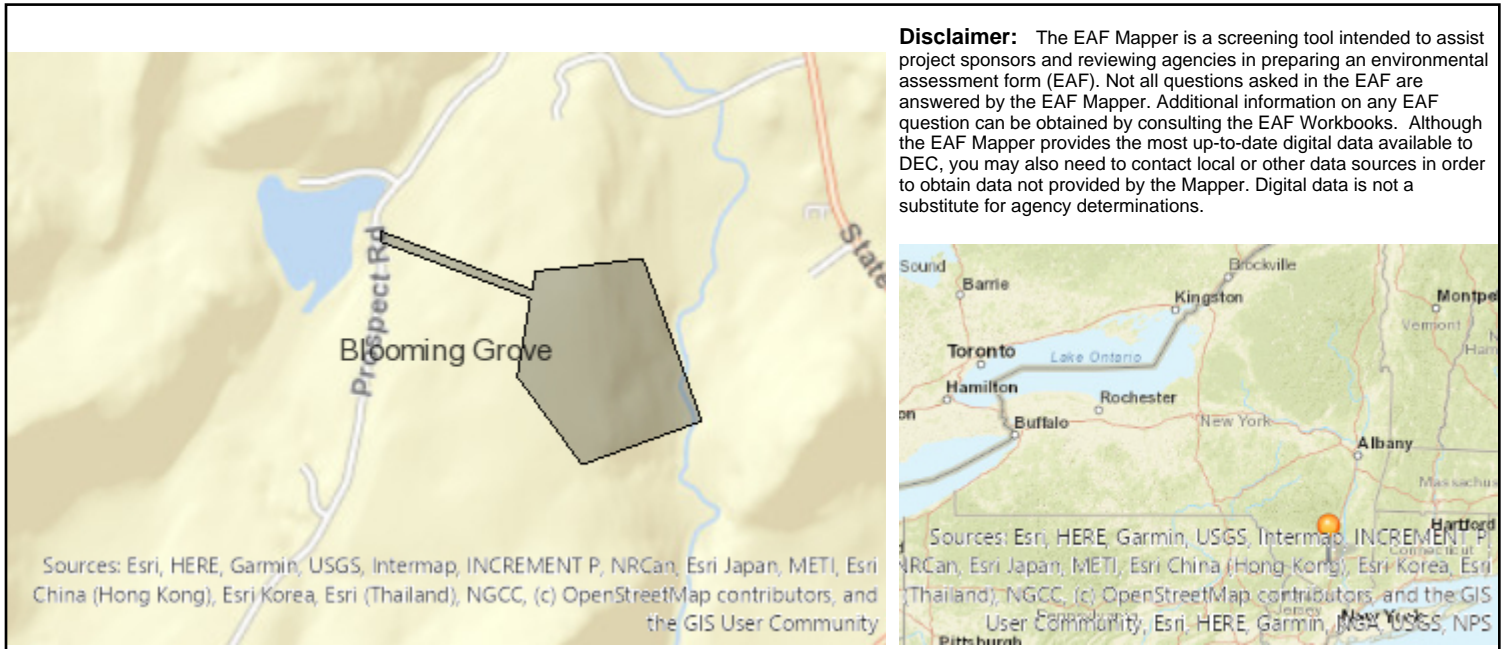 Disclaimer: The EAF Mapper is a screening tool intended to assist
project sponsors and reviewing agencies in preparing an environmental
assessment form (EAF). Not all questions asked in the EAF are
answered by the EAF Mapper. Additional information on any EAF
question can be obtained by consulting the EAF Workbooks. Although
the EAF Mapper provides the most up-to-date digital data available to
DEC, you may also need to contact local or other data sources in order
to obtain data not provided by the Mapper. Digital data is not a
substitute for agency determinations.
Prospect Rd
State
Blooming Grove
Sources: Esri, HERE, Garmin, USGS, Intermap, INCREMENT P, NRCan, Esri Japan, METI, Esri
China (Hong Kong), Esri Korea, Esri (Thailand), NGCC, (c) OpenStreetMap contributors, and
the GIS User Community
Sound
Barrie
Brockville
Kingston
Montpel
Vermont
Toronto
Lake Ontario
Ham
Hamilton
Rochester
on
Buffalo
New York
Albany
Massachus
Hartford
Connecticut
Sources: Esri, HERE, Garmin, USGS, Intermap, INCREMENT P,
NRCan, Esri Japan, METI, Esri China (Hong Kong), Esri Korea, Esri
(Thailand), NGCC, (c) OpenStreetMap contributors, and the GIS
User Community, Esri, HERE, Garmin, NGA, USGS, NPS
Pennsylvania
Jersey
New York
Pittsburgh